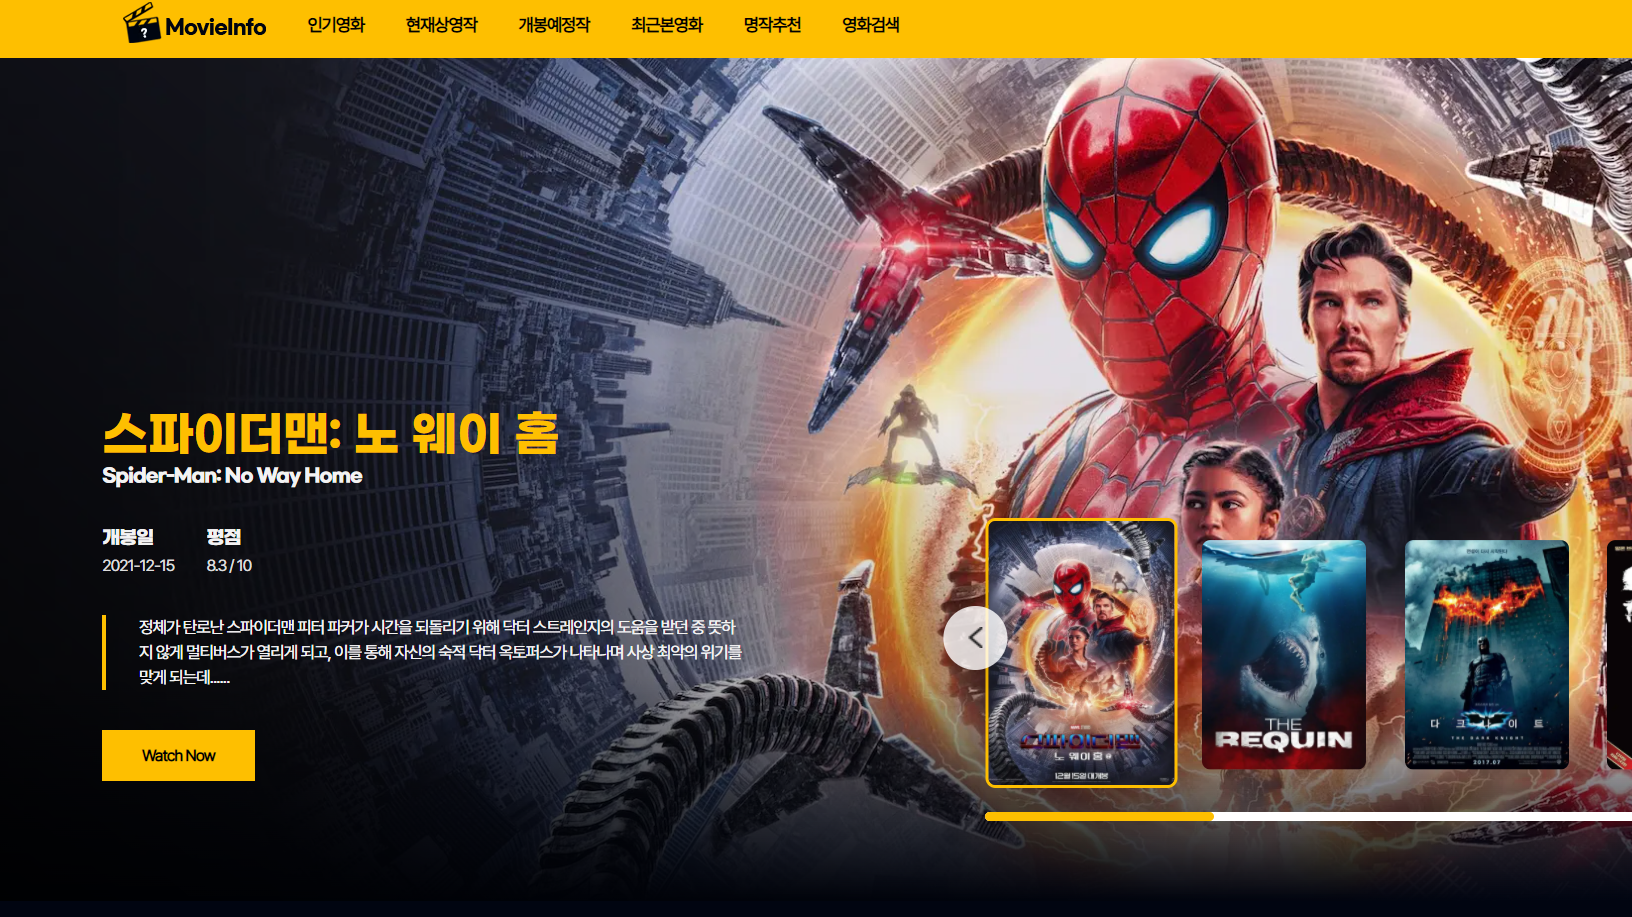 MovieInfo
인기영화
현재상영작
개봉예정작
최근본영화
명작추천
영화검색
스파이더맨: 노 웨이 홈
Spider-Man: No Way Home
개봉일
평점
2021-12-15
8.3 / 10
정체가 탄로난 스파이더맨 피터 파커가 시간을 되돌리기 위해 닥터 스트레인지의 도움을 받던 중 뜻하
지 않게 멀티버스가 열리게 되고, 이를 통해 자신의 숙적 닥터 옥토퍼스가 나타나며 사상 최악의 위기를
맞게 되는데......
Watch Now
스파이더맨
노 웨이 홈
12월 15일 대개봉
THE
REQUIN
다 크 나 이 트
THE DARK KNIGHT
2017.07